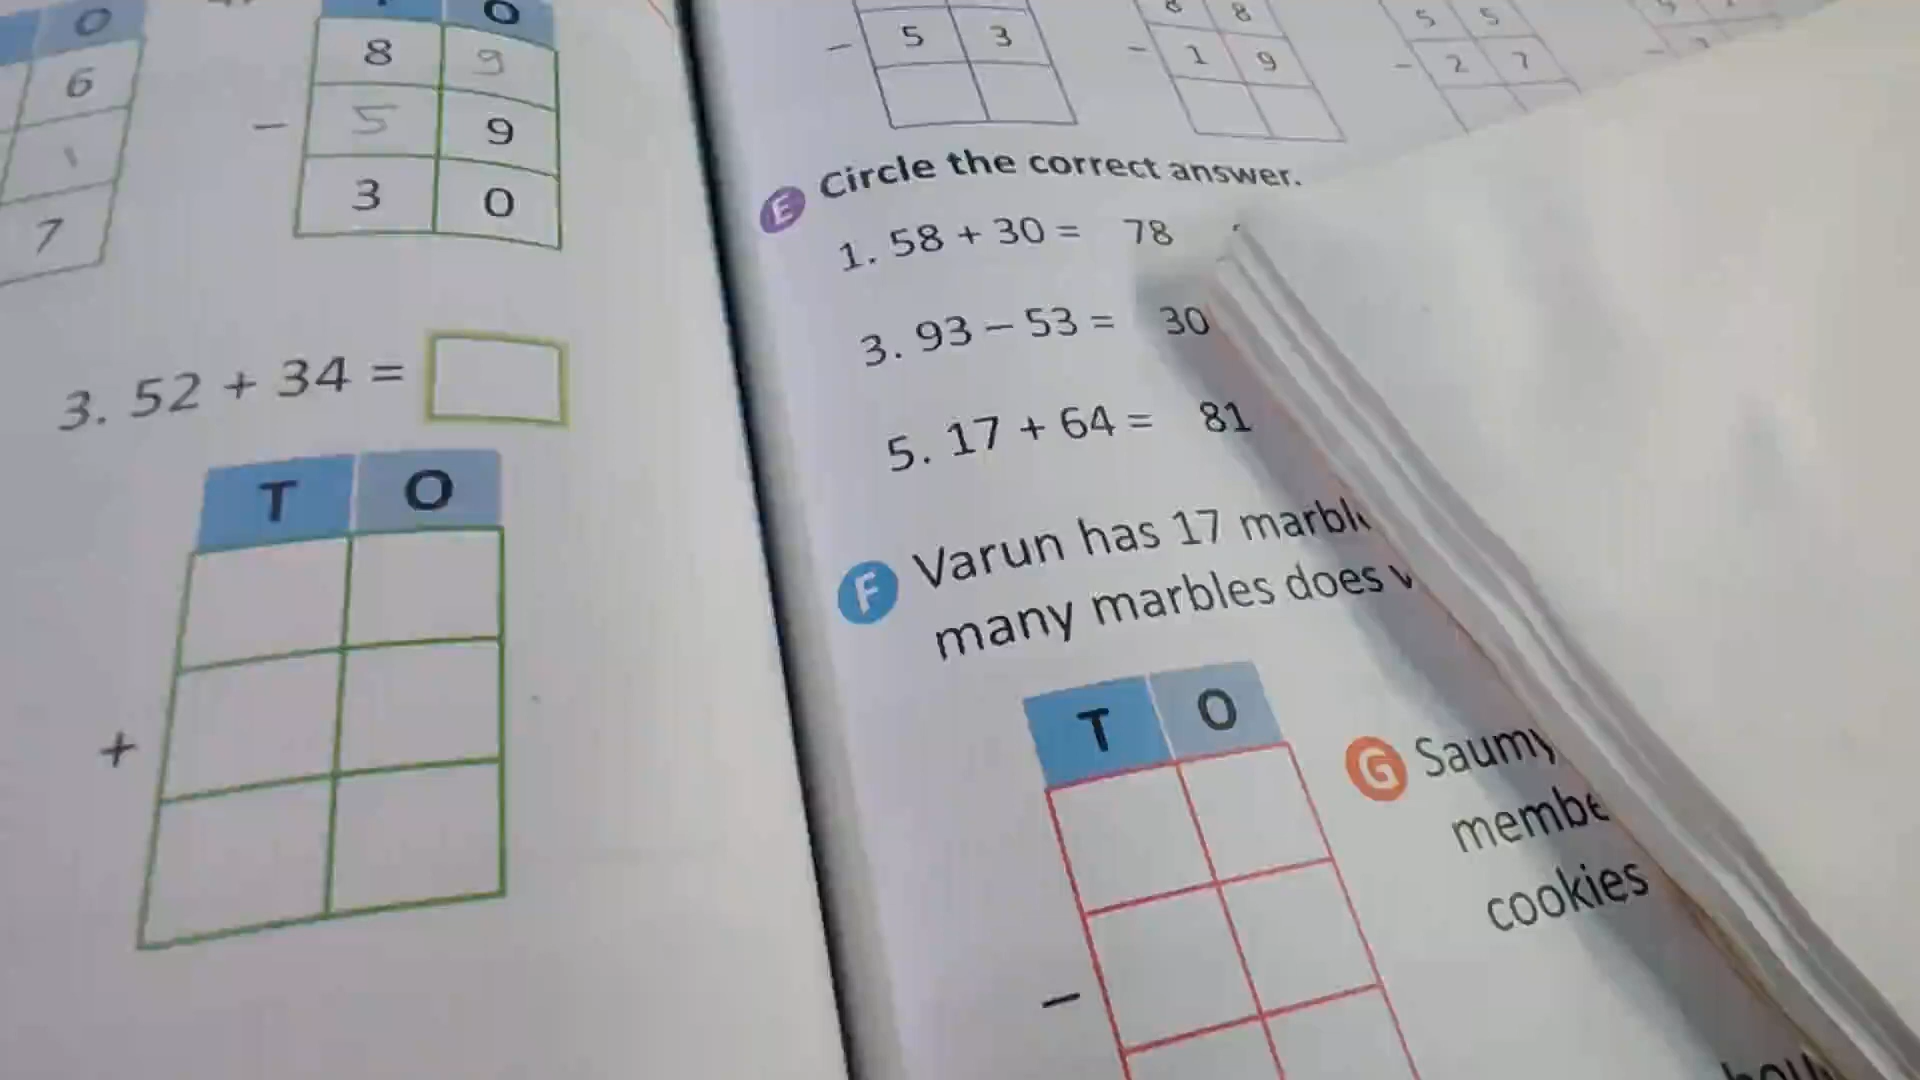 O
6
1
7
O
8 9
- 5 9
3 0
3. 52 + 34 =
T O
+
- 5 3
8
- 1 9
5 5
- 2 7
E Circle the correct answer.
1. 58 + 30 = 78
3. 93 – 53 = 30
5. 17 + 64 = 81
F Varun has 17
many marbles does
T O
–
G
cookies